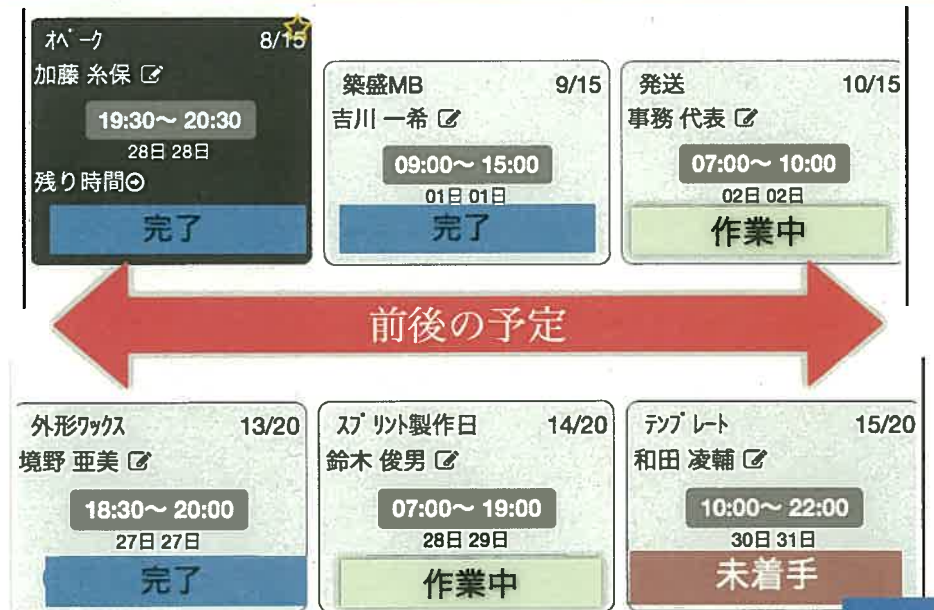 ｵﾍﾟｰｸ 8/15
加藤 糸保
19:30〜 20:30
28日 28日
残り時間
完了
築盛MB 9/15
吉川 一希
09:00〜 15:00
01日 01日
完了
発送 10/15
事務 代表
07:00〜 10:00
02日 02日
作業中
前後の予定
外形ﾜｯｸｽ 13/20
境野 亜美
18:30〜 20:00
27日 27日
完了
ｽﾌﾟﾘﾝﾄ製作日 14/20
鈴木 俊男
07:00〜 19:00
28日 29日
作業中
ﾃﾝﾌﾟﾚｰﾄ 15/20
和田 凌輔
10:00〜 22:00
30日 31日
未着手